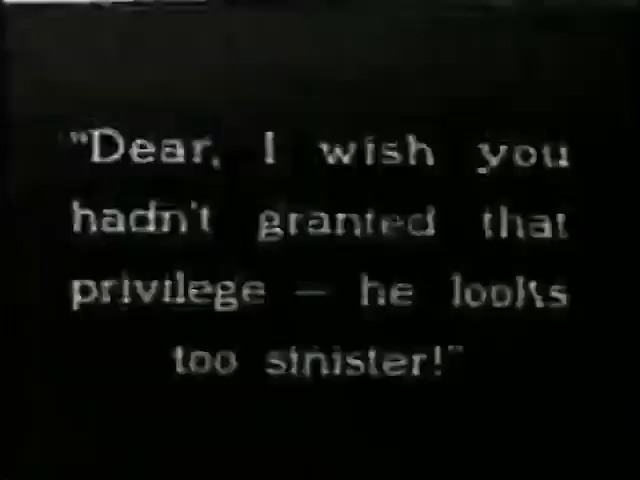 "Dear, I wish you
hadn't granted that
privilege — he looks
too sinister!"